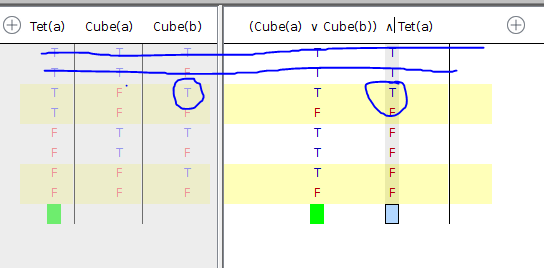 Tet(a) Cube(a) Cube(b) (Cube(a) ∨ Cube(b)) ∧ Tet(a)
T T T T T
T T F T T
T F T T T
T F F F F
F T T T F
F T F T F
F F T T F
F F F F F